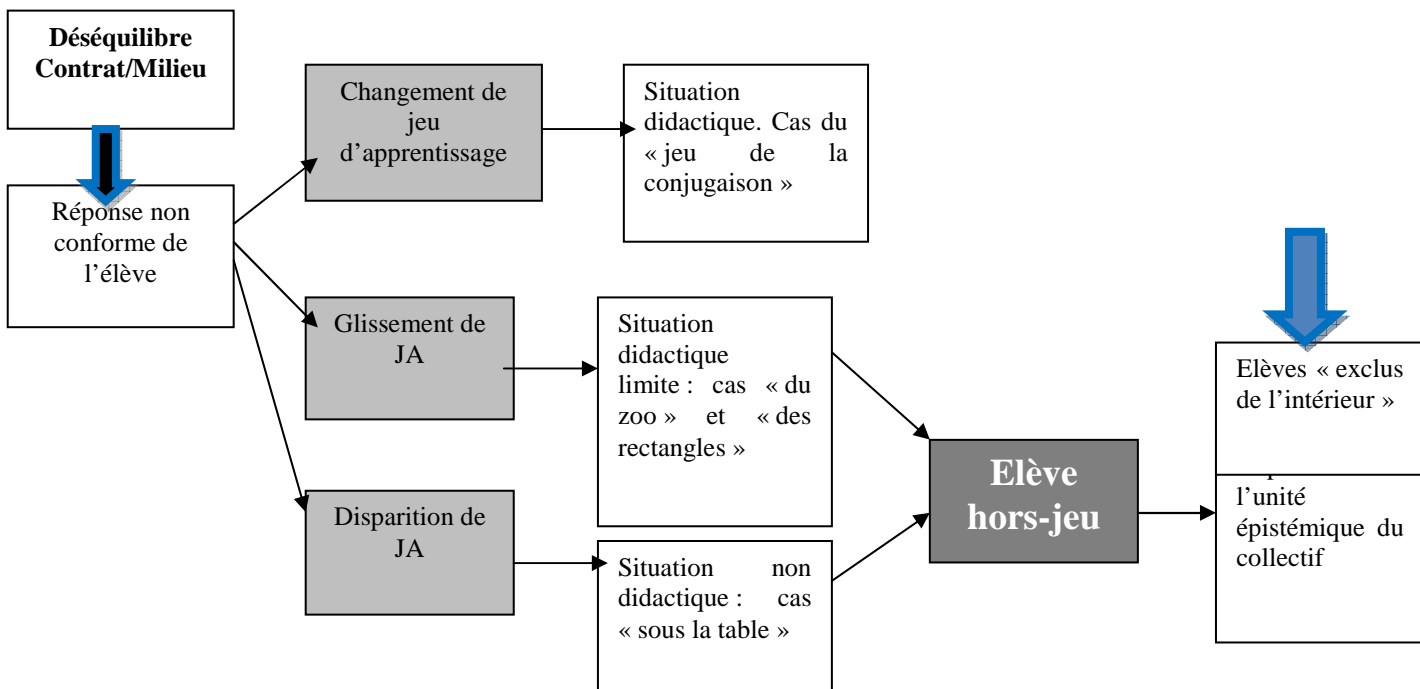 Déséquilibre
Contrat/Milieu
Réponse non
conforme de
l’élève
Changement de
jeu
d’apprentissage
Situation
didactique. Cas du
« jeu de la
conjugaison »
Glissement de
JA
Situation
didactique
limite : cas « du
zoo » et « des
rectangles »
Disparition de
JA
Situation non
didactique : cas
« sous la table »
Elève
hors-jeu
Elèves « exclus
de l’intérieur »
l’unité
épistémique du
collectif